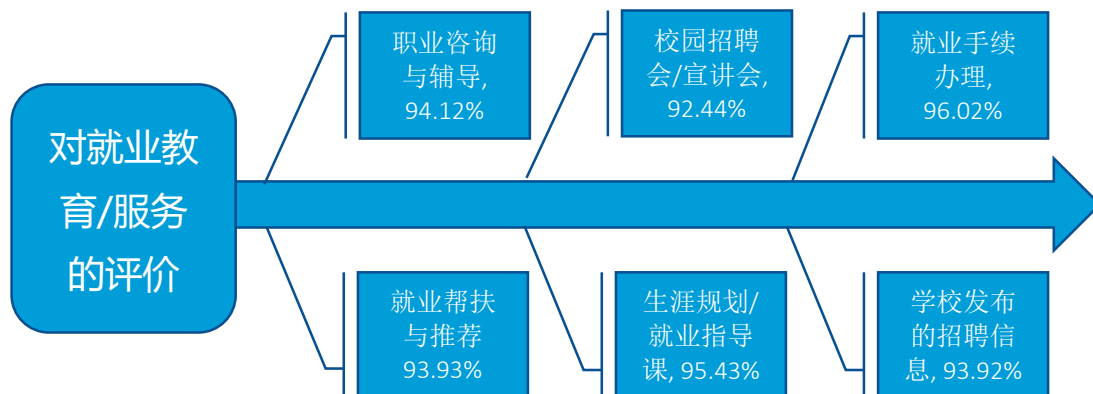 对就业教
育/服务
的评价
职业咨询
与辅导,
94.12%
校园招聘
会/宣讲会,
92.44%
就业手续
办理,
96.02%
就业帮扶
与推荐
93.93%
生涯规划/
就业指导
课, 95.43%
学校发布
的招聘信
息, 93.92%